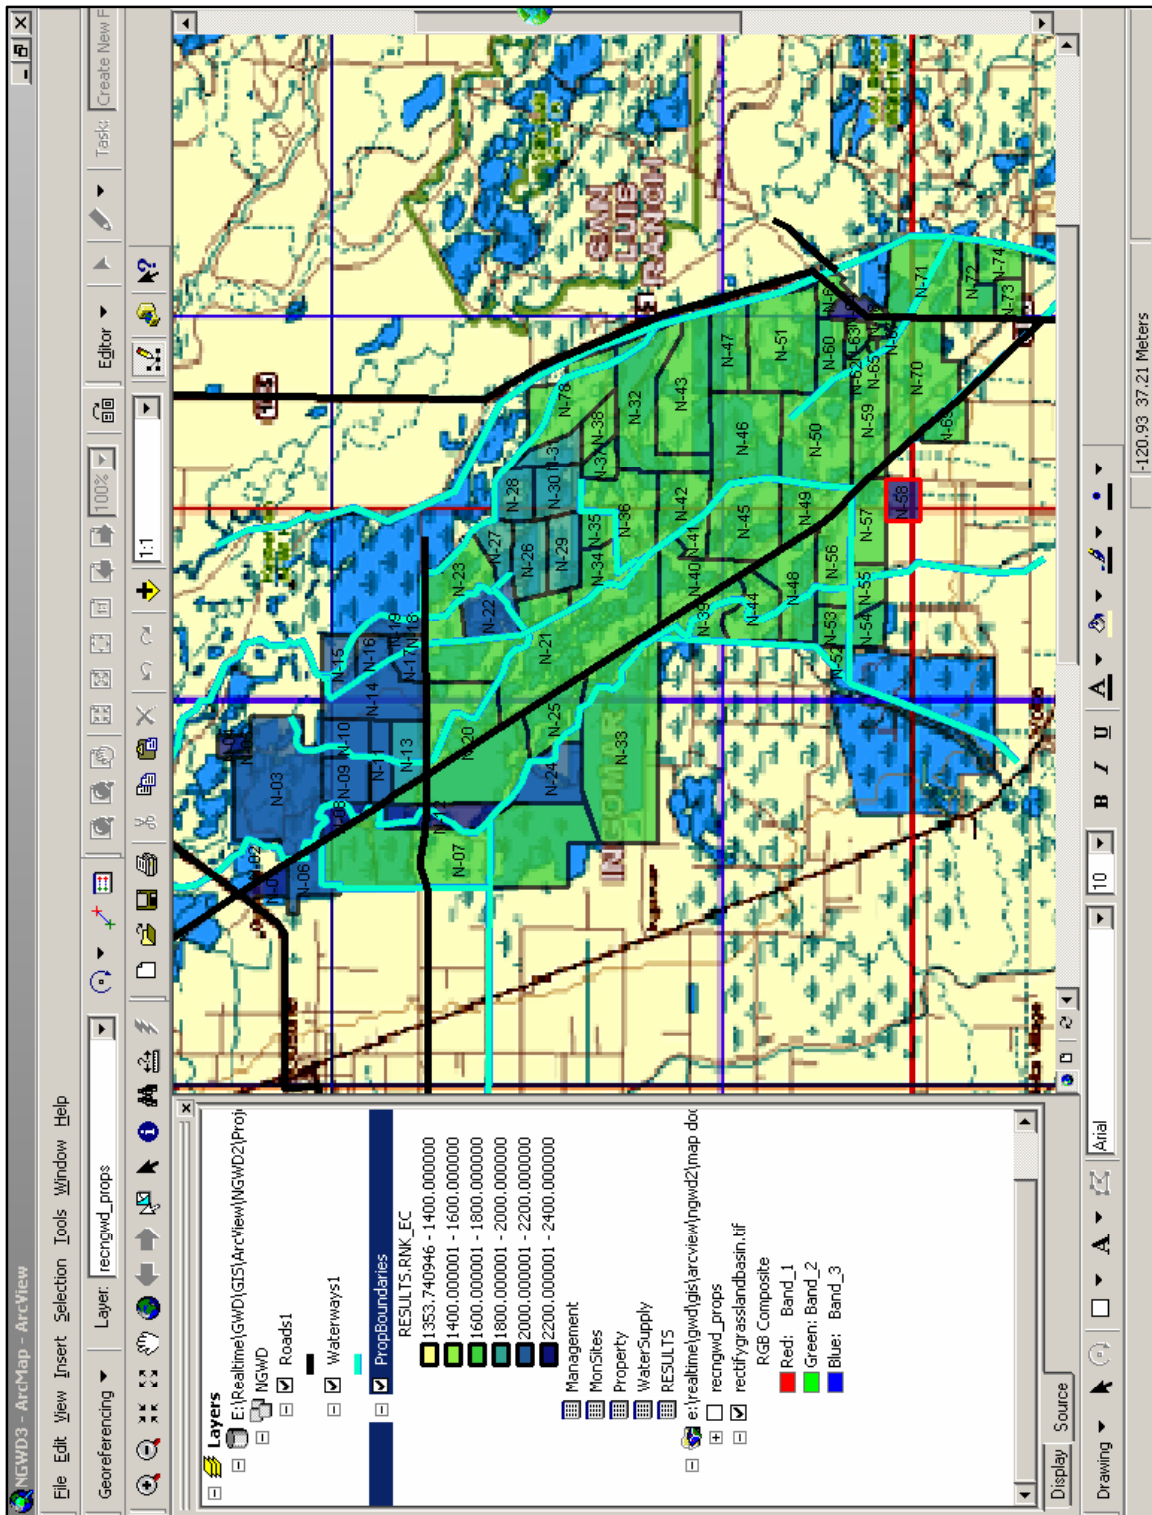 NGWD3 - ArcMap - ArcView
File Edit View Insert Selection Tools Window Help
Georeferencing Layer: recngwd_props Editor Task: Create New F
100%
1:1
Layers
E:\Realtime\GWD\GIS\ArcView\NGWD2\Proj
NGWD
Roads1
Waterways1
PropBoundaries
RESULTS.RNK_EC
1353.740946 - 1400.000000
1400.000001 - 1600.000000
1600.000001 - 1800.000000
1800.000001 - 2000.000000
2000.000001 - 2200.000000
2200.000001 - 2400.000000
Management
MonSites
Property
WaterSupply
RESULTS
e:\realtime\gwd\gis\arcview\ngwd2\map doc
recngwd_props
rectifygrasslandbasin.tif
RGB Composite
Red: Band_1
Green: Band_2
Blue: Band_3
Display Source
N-03
N-06
N-07
N-09
N-10
N-11
N-12
N-13
N-14
N-15
N-16
N-17
N-18
N-19
N-20
N-21
N-22
N-23
N-24
N-25
N-26
N-27
N-28
N-29
N-30
N-31
N-32
N-33
N-34
N-35
N-36
N-37
N-38
N-39
N-40
N-41
N-42
N-43
N-44
N-45
N-46
N-47
N-48
N-49
N-50
N-51
N-52
N-53
N-54
N-55
N-56
N-57
N-58
N-59
N-60
N-62
N-63
N-65
N-70
N-71
N-72
N-73
N-74
N-78
SAN
LUIS
RANCH
Drawing Arial 10 B I U A
-120.93 37.21 Meters